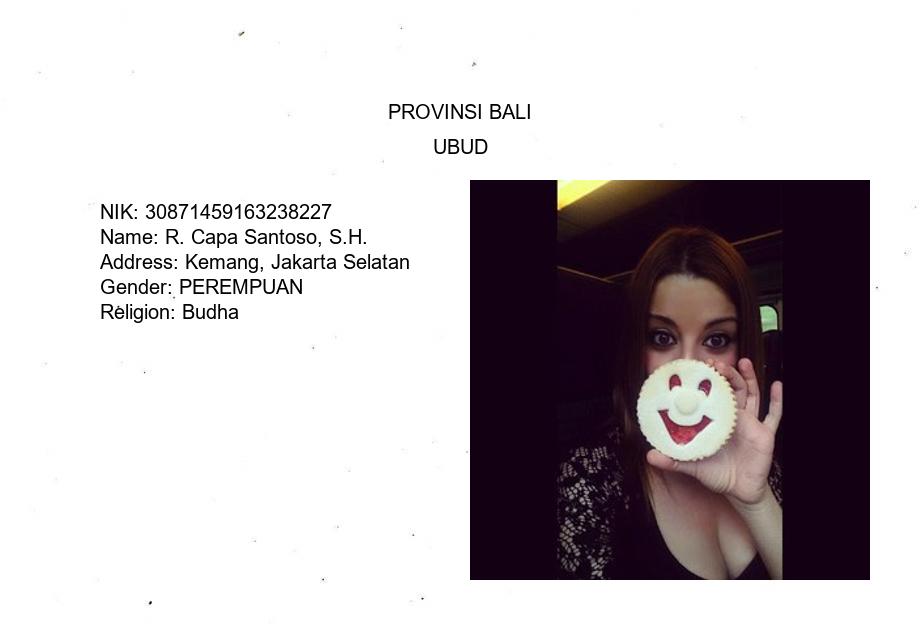 PROVINSI BALI
UBUD
NIK: 30871459163238227
Name: R. Capa Santoso, S.H.
Address: Kemang, Jakarta Selatan
Gender: PEREMPUAN
Religion: Budha